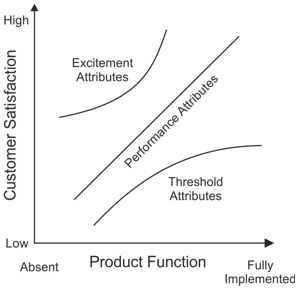 High
Excitement
Attributes
Customer Satisfaction
Performance Attributes
Threshold
Attributes
Low
Absent
Product Function
Fully
Implemented